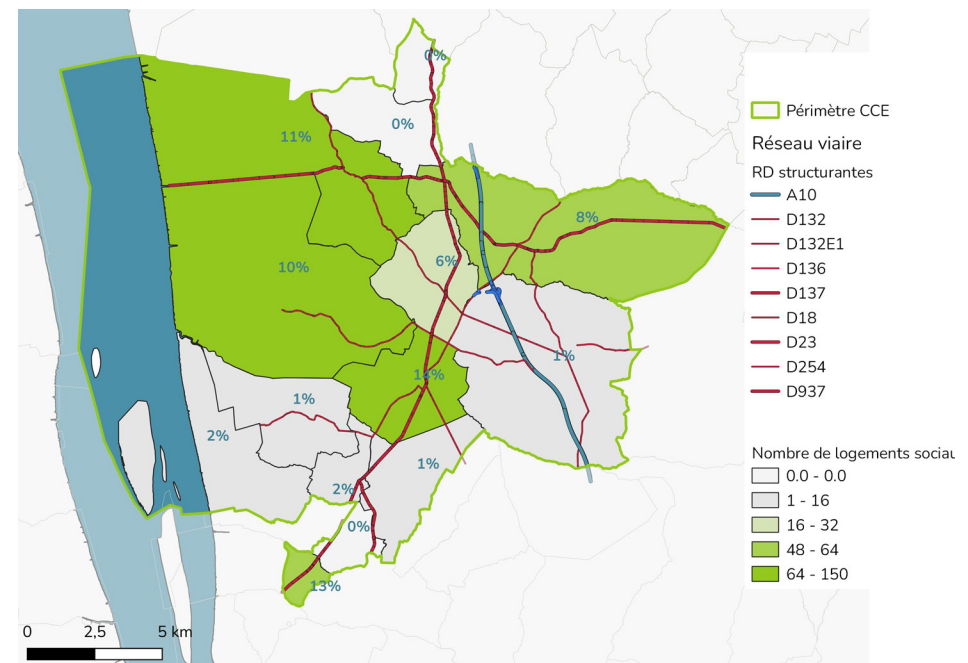 0%
0%
11%
8%
6%
10%
1%
14%
1%
2%
1%
2%
0%
13%
Périmètre CCE
Réseau viaire
RD structurantes
A10
D132
D132E1
D136
D137
D18
D23
D254
D937
Nombre de logements sociau
0.0 - 0.0
1 - 16
16 - 32
48 - 64
64 - 150
0 2,5 5 km